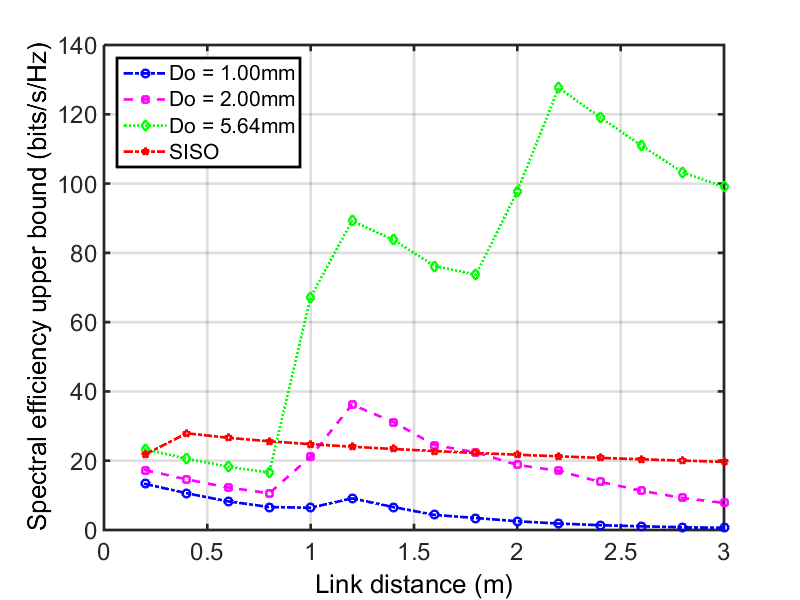 Spectral efficiency upper bound (bits/s/Hz)
140
120
100
80
60
40
20
0
Do = 1.00mm
Do = 2.00mm
Do = 5.64mm
SISO
0 0.5 1 1.5 2 2.5 3
Link distance (m)